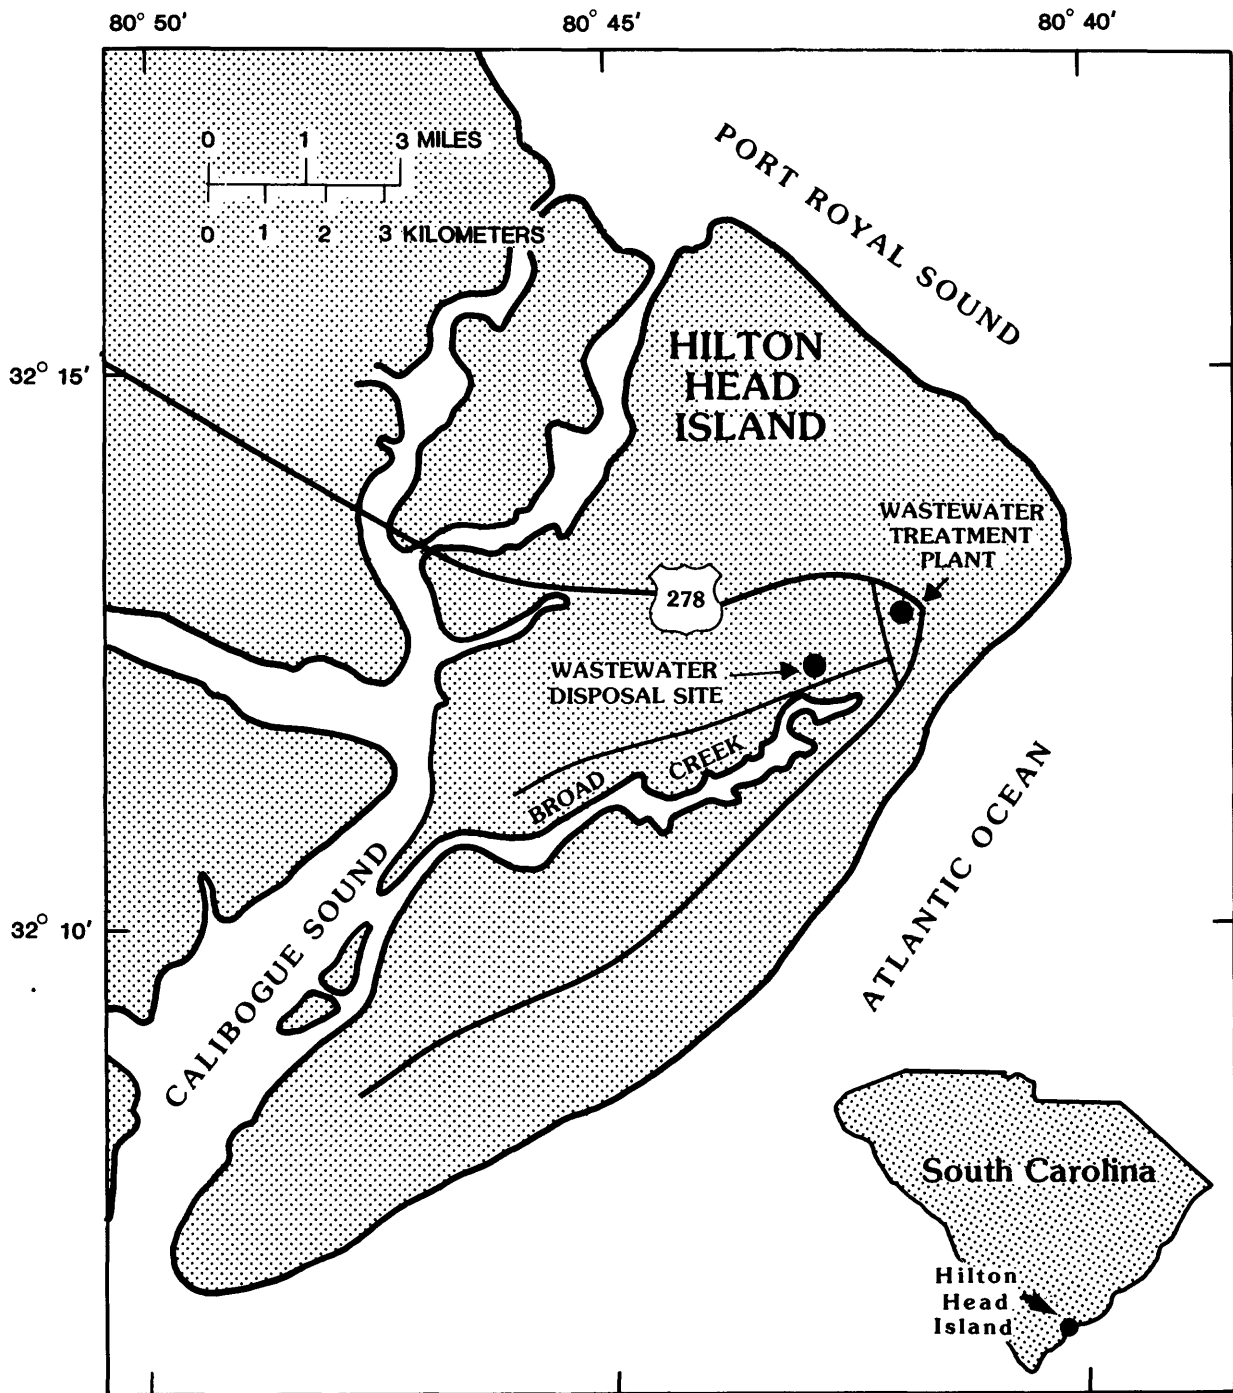 80° 50′
80° 45′
80° 40′
0 1 3 MILES
0 1 2 3 KILOMETERS
PORT ROYAL SOUND
32° 15′
HILTON
HEAD
ISLAND
WASTEWATER
TREATMENT
PLANT
278
WASTEWATER
DISPOSAL SITE
BROAD CREEK
CALIBOGUE SOUND
ATLANTIC OCEAN
32° 10′
South Carolina
Hilton
Head
Island